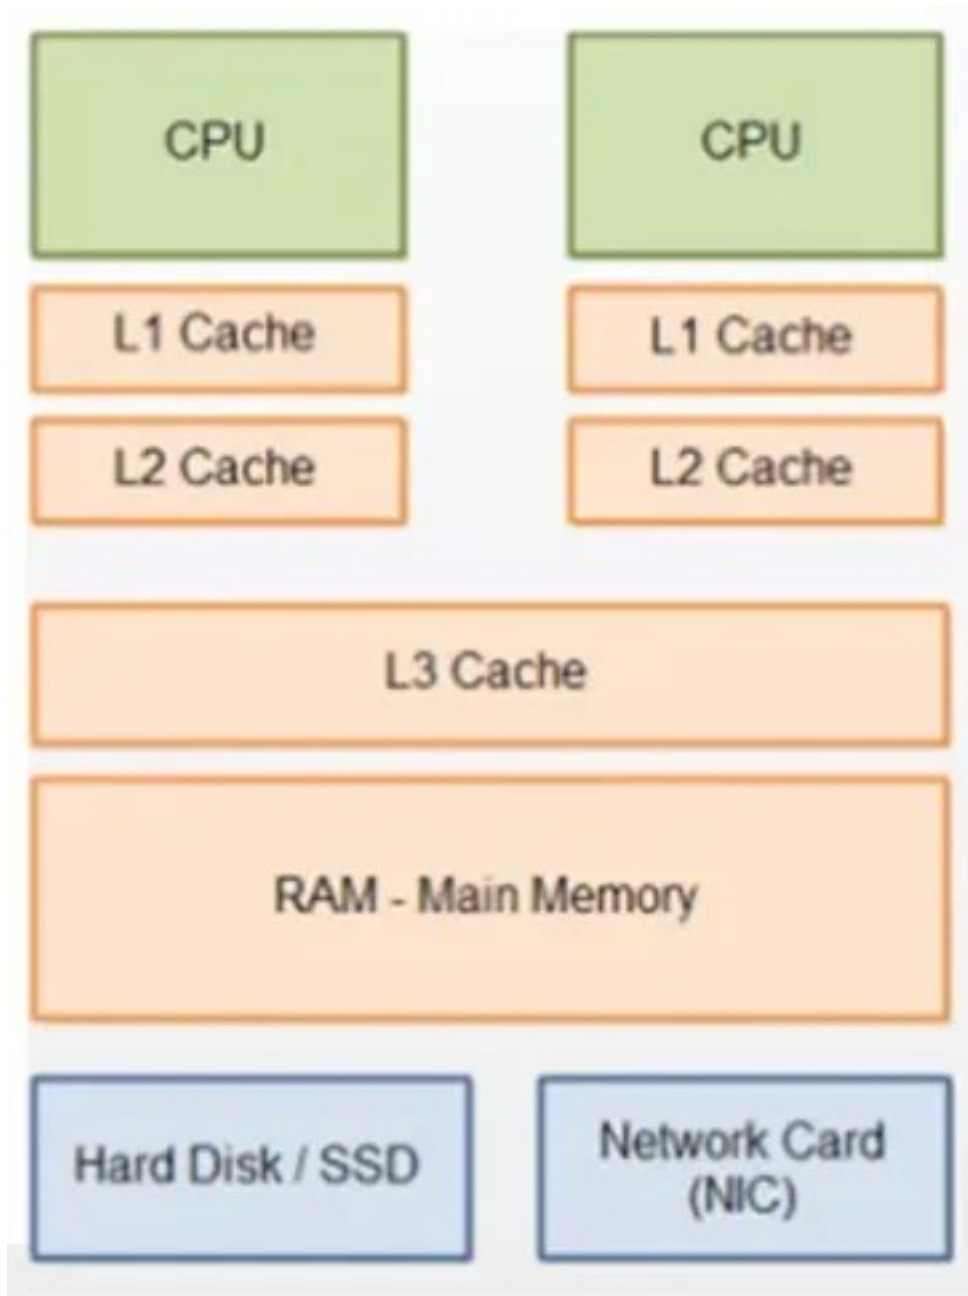 CPU
CPU
L1 Cache
L1 Cache
L2 Cache
L2 Cache
L3 Cache
RAM - Main Memory
Hard Disk / SSD
Network Card
(NIC)